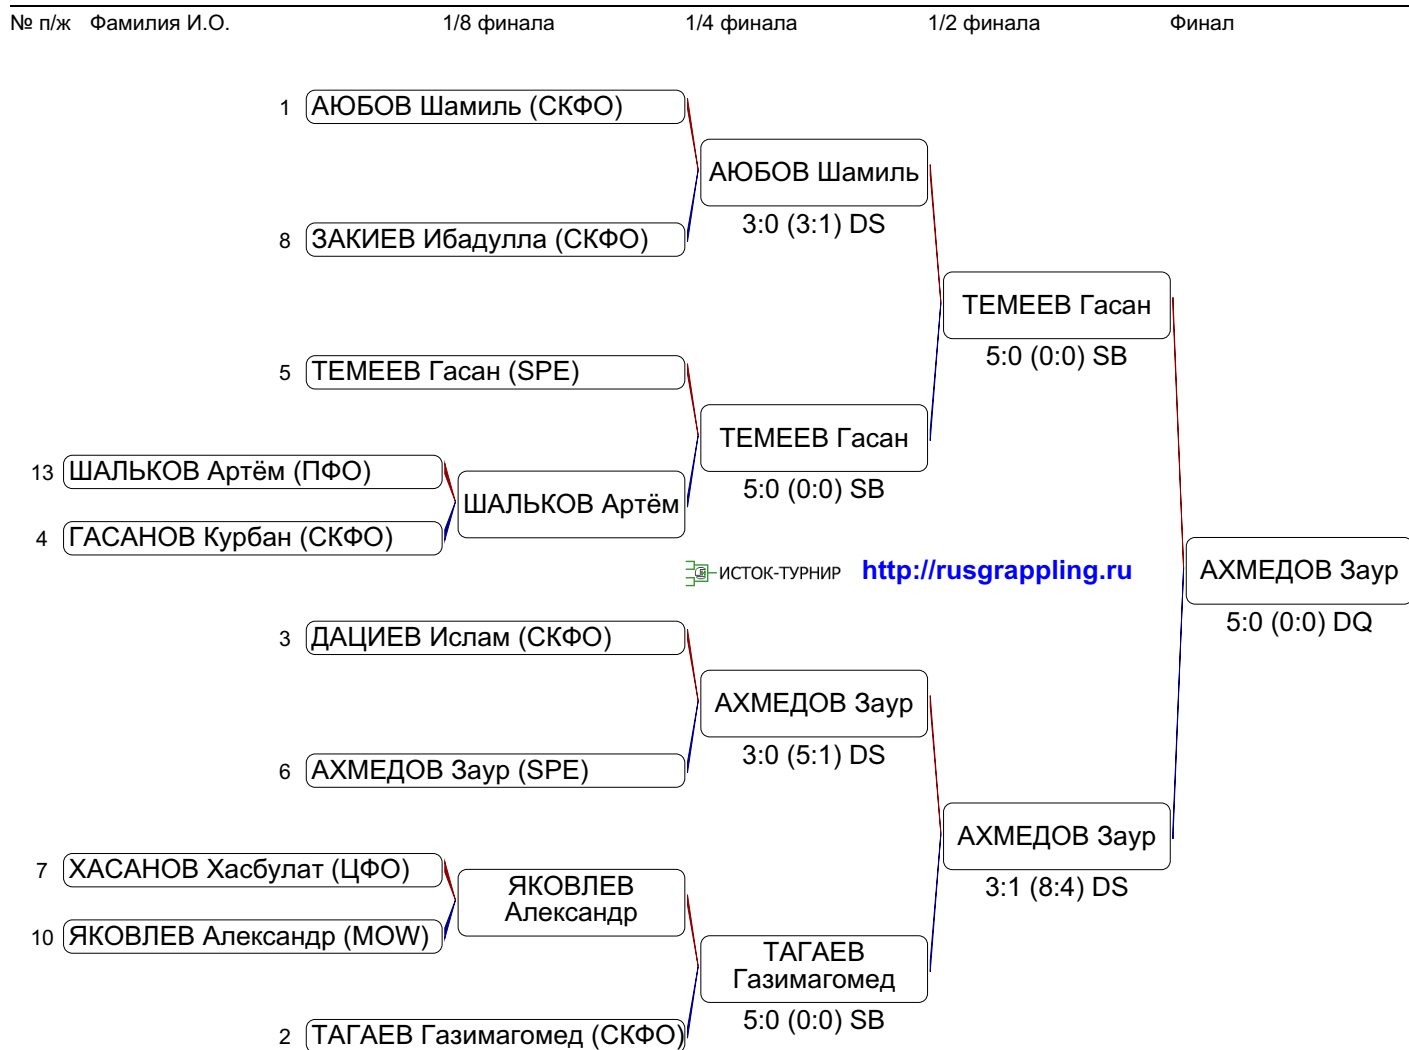 № п/ж Фамилия И.О. 1/8 финала 1/4 финала 1/2 финала Финал
1 АЮБОВ Шамиль (СКФО)
АЮБОВ Шамиль
3:0 (3:1) DS
8 ЗАКИЕВ Ибадулла (СКФО)
ТЕМЕЕВ Гасан
5:0 (0:0) SB
5 ТЕМЕЕВ Гасан (SPE)
ТЕМЕЕВ Гасан
5:0 (0:0) SB
13 ШАЛЬКОВ Артём (ПФО)
ШАЛЬКОВ Артём
4 ГАСАНОВ Курбан (СКФО)
ИСТОК-ТУРНИР http://rusgrappling.ru
АХМЕДОВ Заур
5:0 (0:0) DQ
3 ДАЦИЕВ Ислам (СКФО)
АХМЕДОВ Заур
3:0 (5:1) DS
6 АХМЕДОВ Заур (SPE)
АХМЕДОВ Заур
3:1 (8:4) DS
7 ХАСАНОВ Хасбулат (ЦФО)
ЯКОВЛЕВ
Александр
10 ЯКОВЛЕВ Александр (MOW)
ТАГАЕВ
Газимагомед
5:0 (0:0) SB
2 ТАГАЕВ Газимагомед (СКФО)